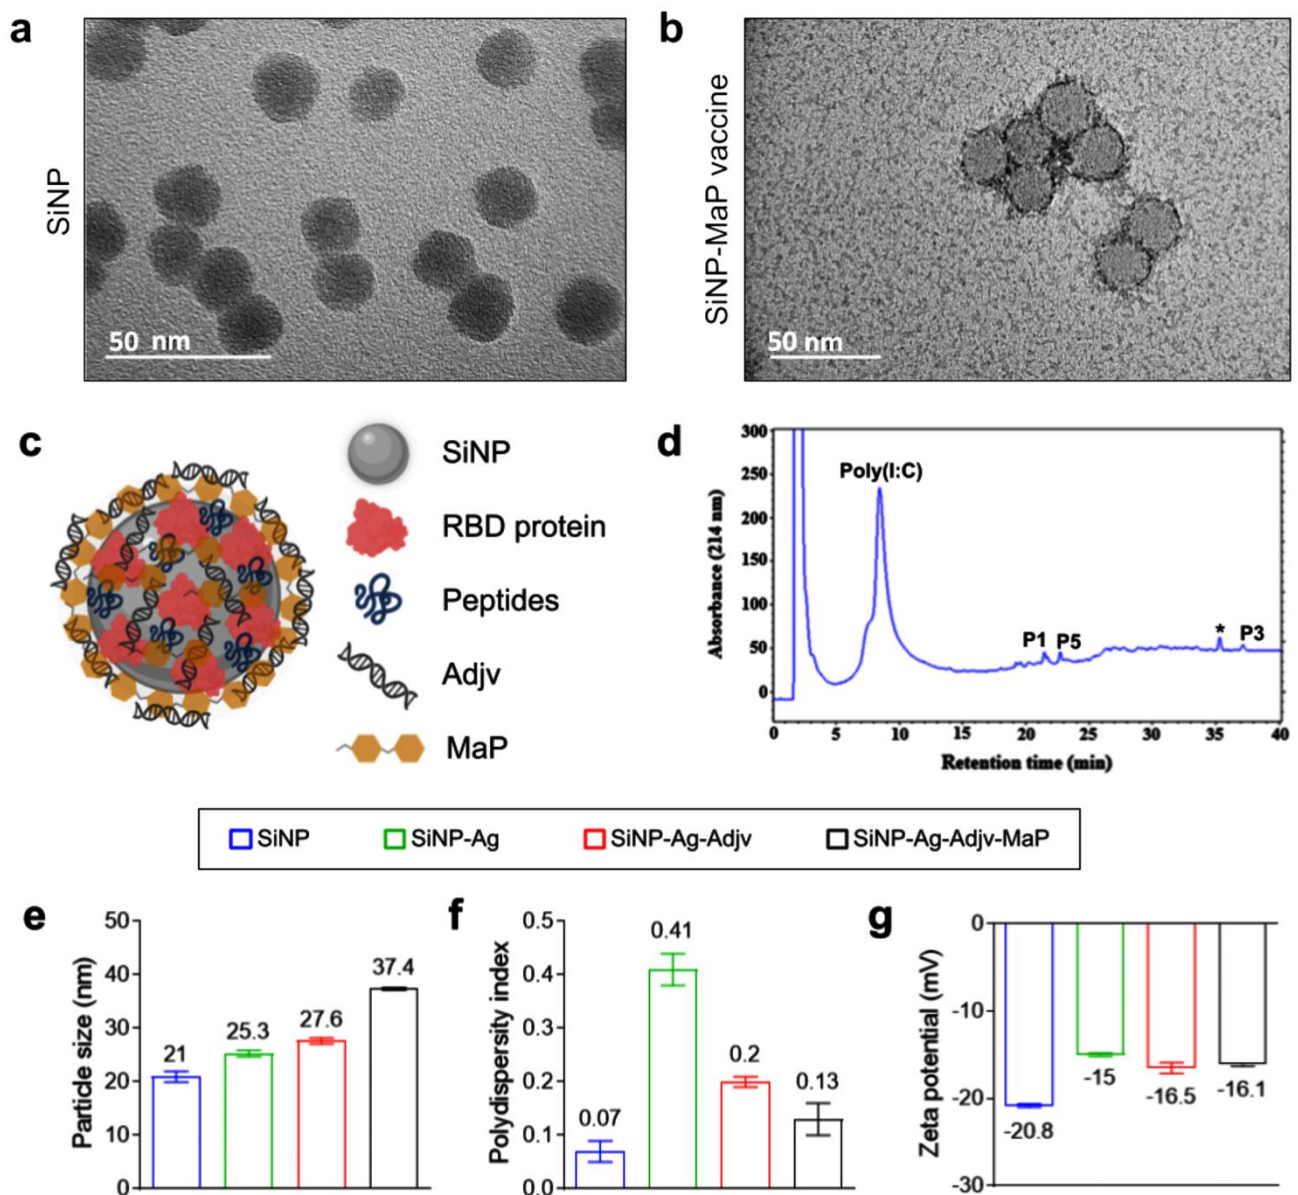 a
SiNP
50 nm
b
SiNP-MaP vaccine
50 nm
c
SiNP
RBD protein
Peptides
Adjv
MaP
d
Absorbance (214 nm)
300
250
200
150
100
50
0
Poly(I:C)
P1 P5
* P3
0 5 10 15 20 25 30 35 40
Retention time (min)
SiNP SiNP-Ag SiNP-Ag-Adjv SiNP-Ag-Adjv-MaP
e
Particle size (nm)
50
40
30
20
10
0
21
25.3
27.6
37.4
f
Polydispersity index
0.5
0.4
0.3
0.2
0.1
0.0
0.07
0.41
0.2
0.13
g
Zeta potential (mV)
0
-10
-20
-30
-20.8
-15
-16.5
-16.1